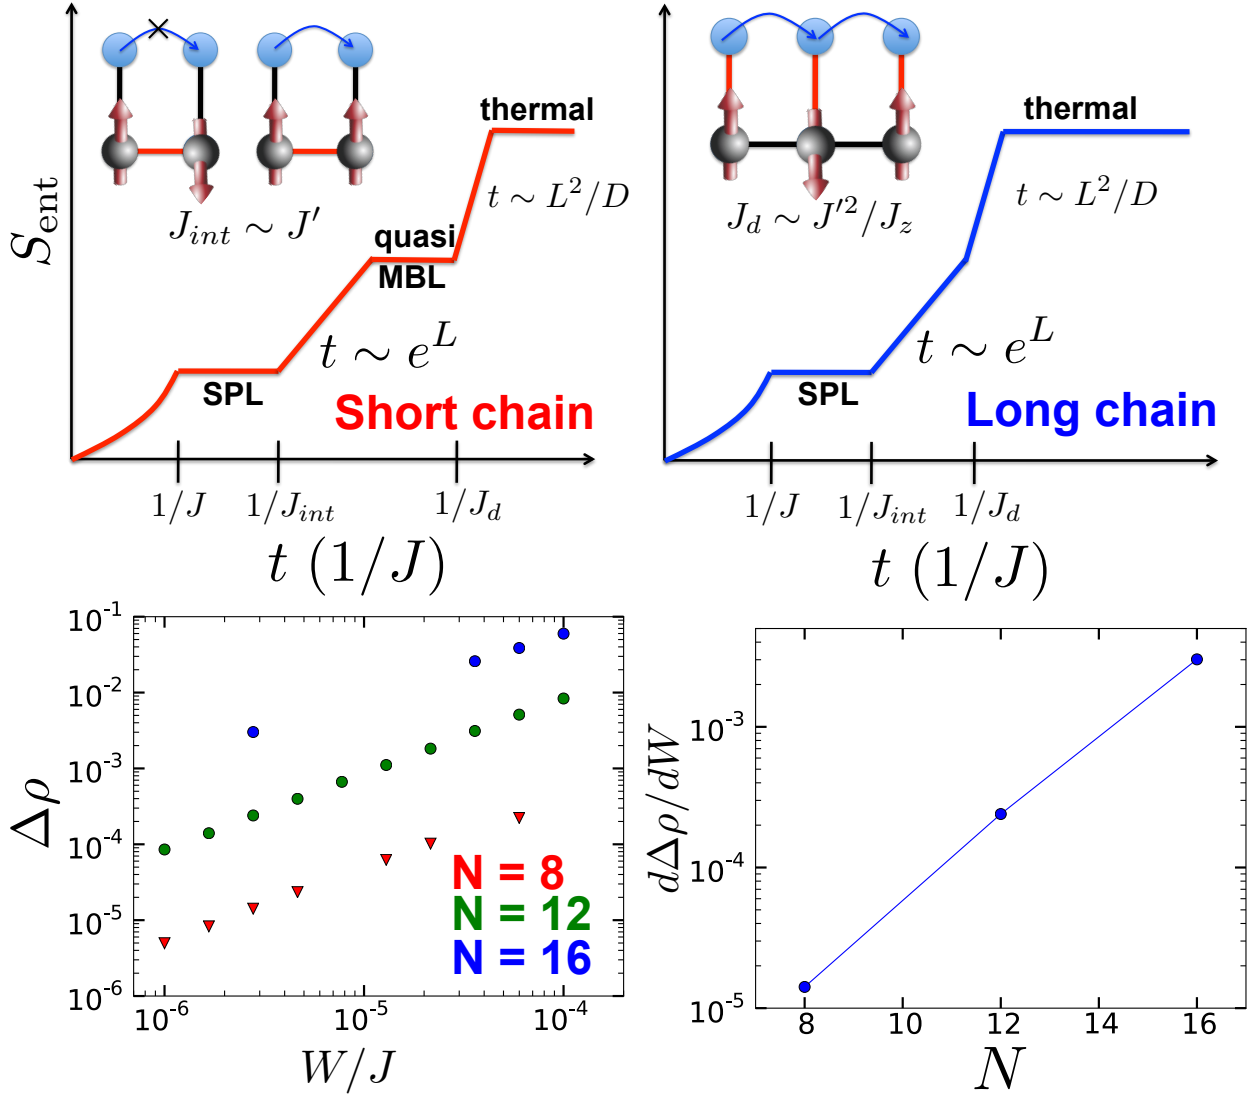 S_ent
thermal
t ∼ L²/D
J_int ∼ J′
quasi
MBL
t ∼ e^L
SPL
Short chain
1/J
1/J_int
1/J_d
t (1/J)
thermal
t ∼ L²/D
J_d ∼ J′²/J_z
t ∼ e^L
SPL
Long chain
1/J
1/J_int
1/J_d
t (1/J)
10⁻¹
10⁻²
10⁻³
10⁻⁴
10⁻⁵
10⁻⁶
Δρ
N = 8
N = 12
N = 16
10⁻⁶ 10⁻⁵ 10⁻⁴
W/J
10⁻³
10⁻⁴
10⁻⁵
dΔρ/dW
8 10 12 14 16
N